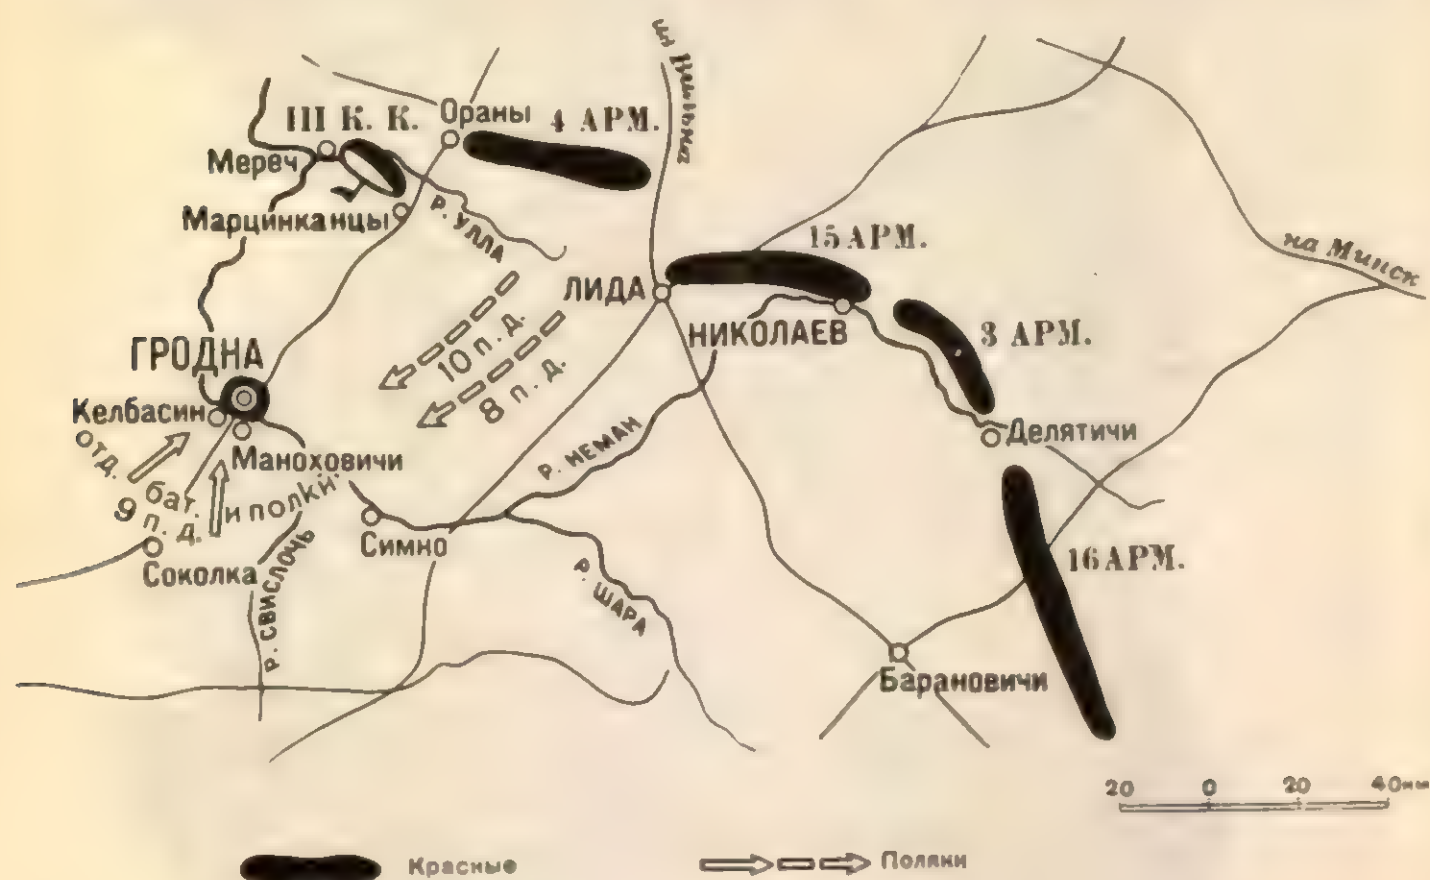 на Вильно
III К. К.
Ораны
4 АРМ.
Мереч
Марцинканцы
р. УЛЛА
15 АРМ.
на Минск
ЛИДА
НИКОЛАЕВ
3 АРМ.
10 п. д.
8 п. д.
ГРОДНА
Келбасин
Маноховичи
Делятичи
отд. бат. и полки
9 п. д.
р. НЕМАН
Симно
Соколка
р. СВИСЛОЧЬ
р. ШАРА
16 АРМ.
Барановичи
20 0 20 40км
Красные
Поляки